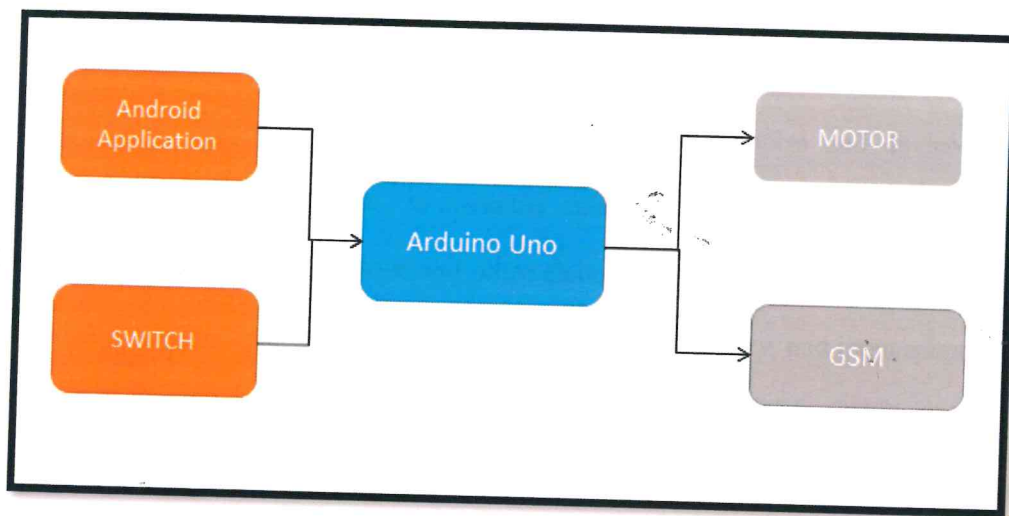 Android
Application
SWITCH
Arduino Uno
MOTOR
GSM